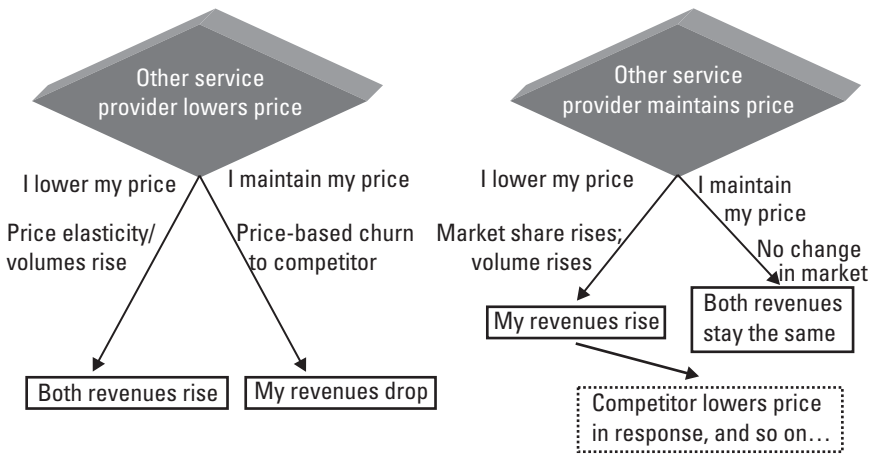 Other service
provider lowers price
I lower my price
I maintain my price
Price elasticity/
volumes rise
Price-based churn
to competitor
Both revenues rise
My revenues drop
Other service
provider maintains price
I lower my price
I maintain
my price
Market share rises;
volume rises
No change
in market
My revenues rise
Both revenues
stay the same
Competitor lowers price
in response, and so on…